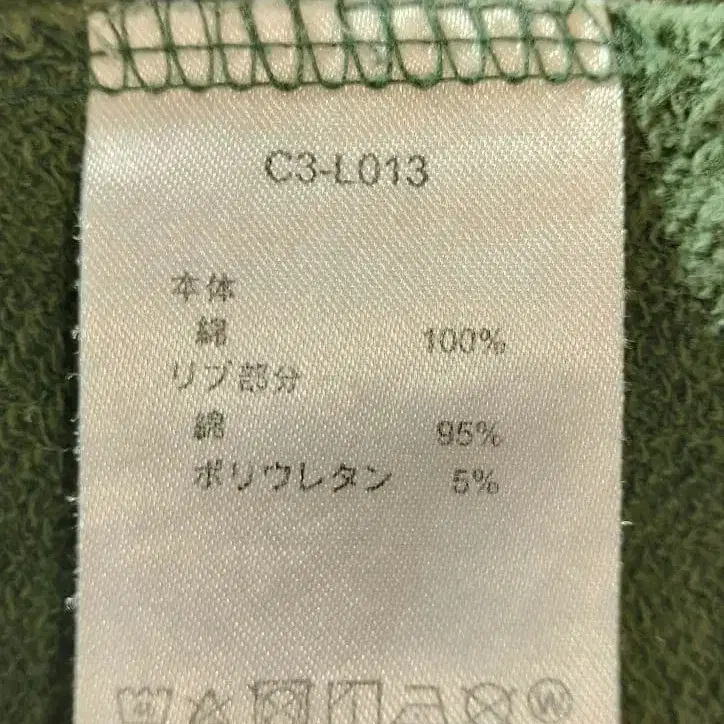 C3-L013
本体
綿 100%
リブ部分
綿 95%
ポリウレタン 5%